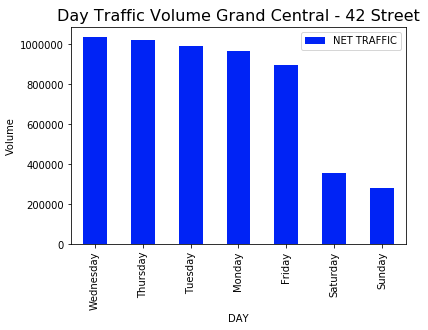 Day Traffic Volume Grand Central - 42 Street
NET TRAFFIC
1000000
800000
600000
400000
200000
0
Volume
Wednesday
Thursday
Tuesday
Monday
Friday
Saturday
Sunday
DAY